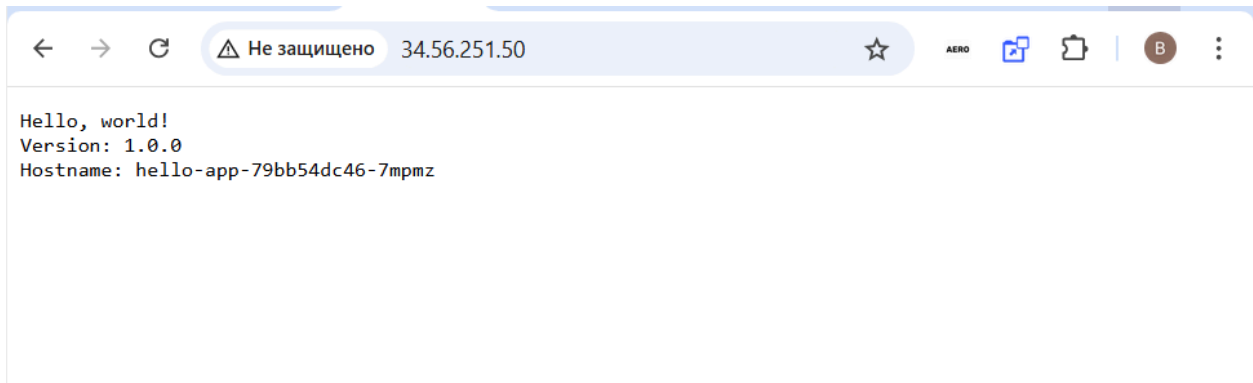 Не защищено 34.56.251.50
AERO
B
Hello, world!
Version: 1.0.0
Hostname: hello-app-79bb54dc46-7mpmz